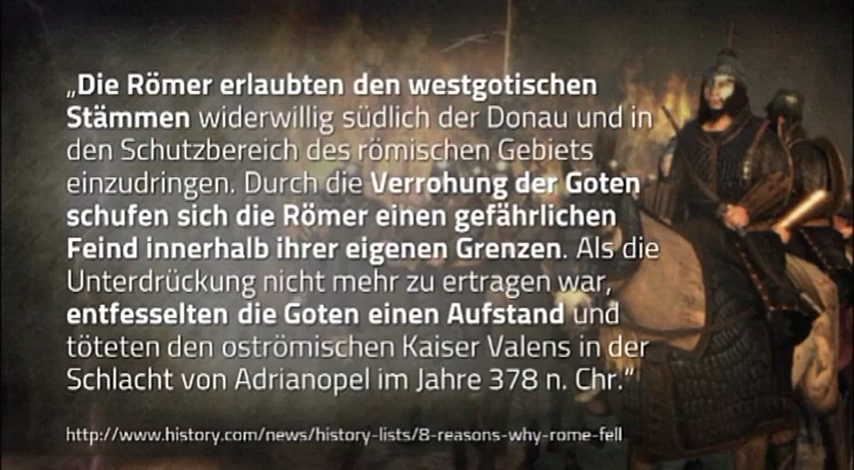 „Die Römer erlaubten den westgotischen
Stämmen widerwillig südlich der Donau und in
den Schutzbereich des römischen Gebiets
einzudringen. Durch die Verrohung der Goten
schufen sich die Römer einen gefährlichen
Feind innerhalb ihrer eigenen Grenzen. Als die
Unterdrückung nicht mehr zu ertragen war,
entfesselten die Goten einen Aufstand und
töteten den oströmischen Kaiser Valens in der
Schlacht von Adrianopel im Jahre 378 n. Chr.“
http://www.history.com/news/history-lists/8-reasons-why-rome-fell